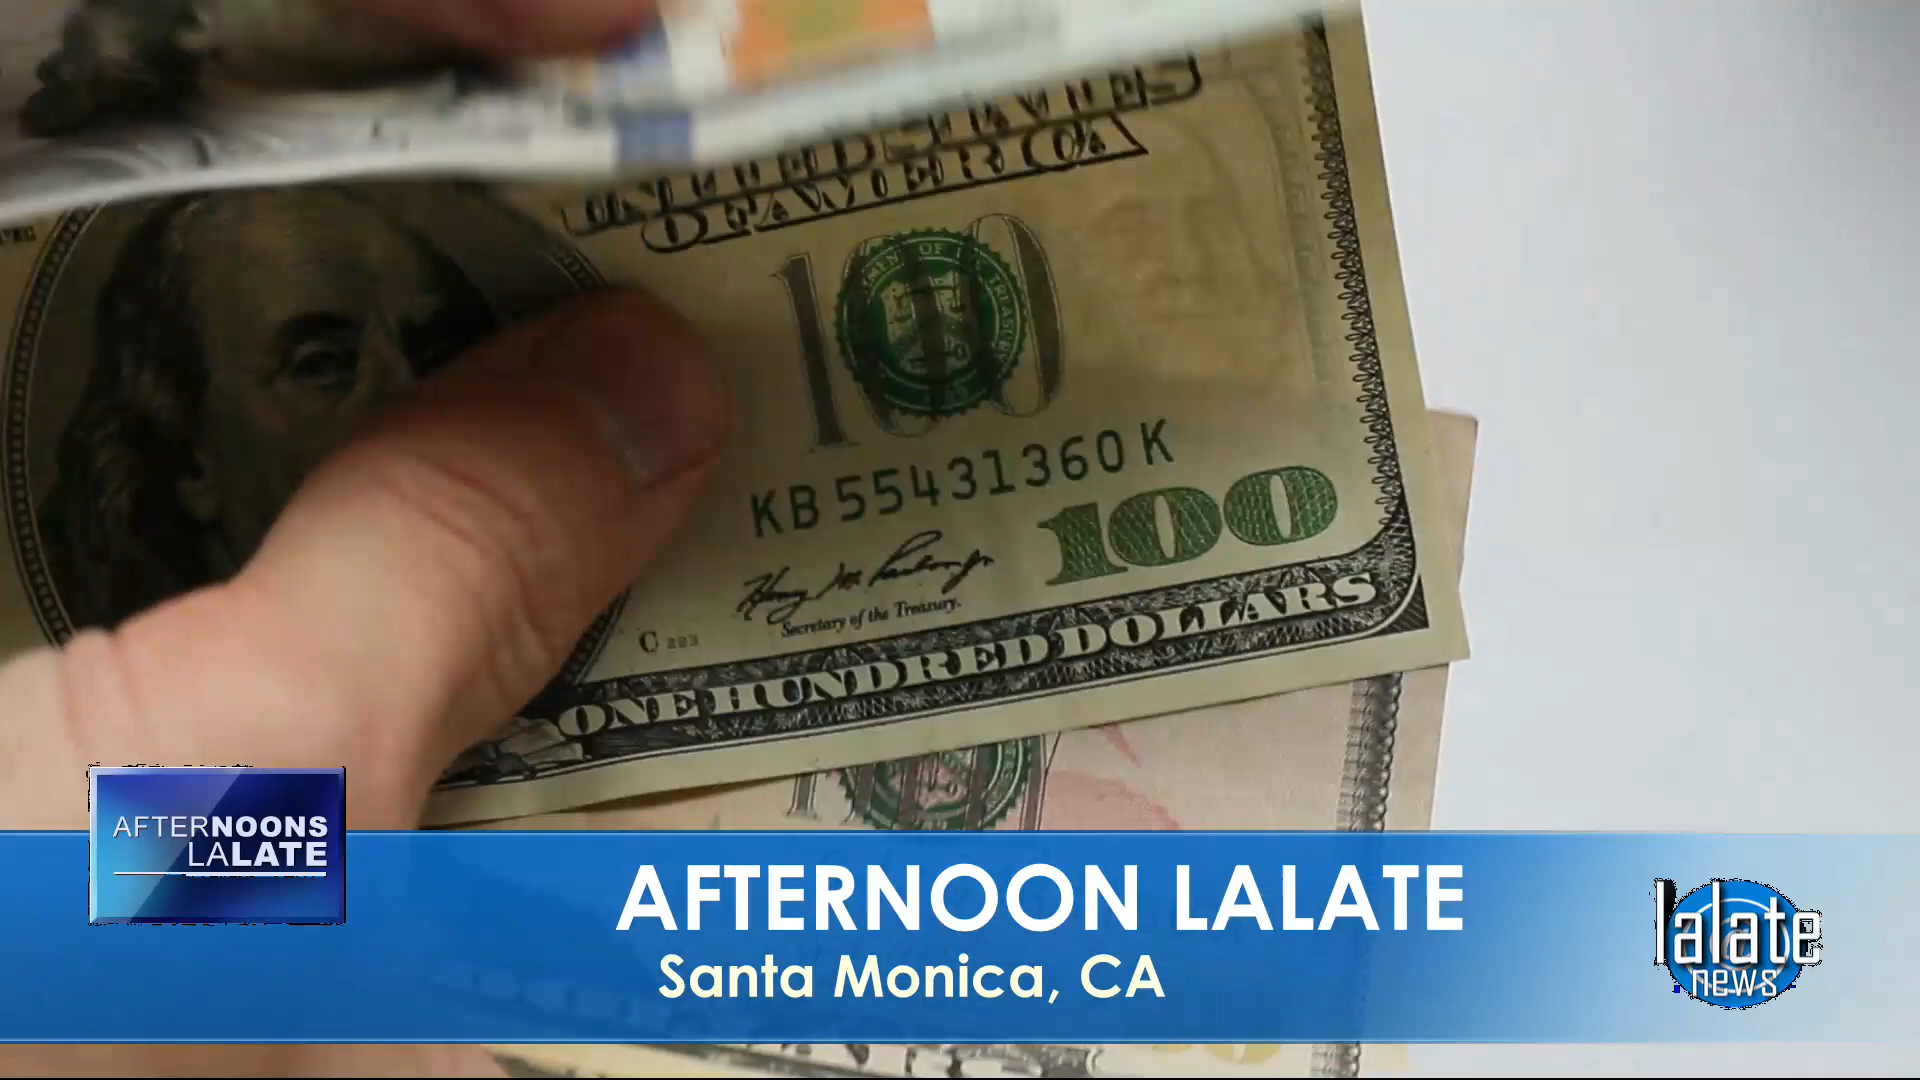 UNITED STATES
OF AMERICA
100
KB 55431360 K
100
Secretary of the Treasury.
C 223
ONE HUNDRED DOLLARS
AFTERNOONS
LALATE
AFTERNOON LALATE
Santa Monica, CA
lalate
news